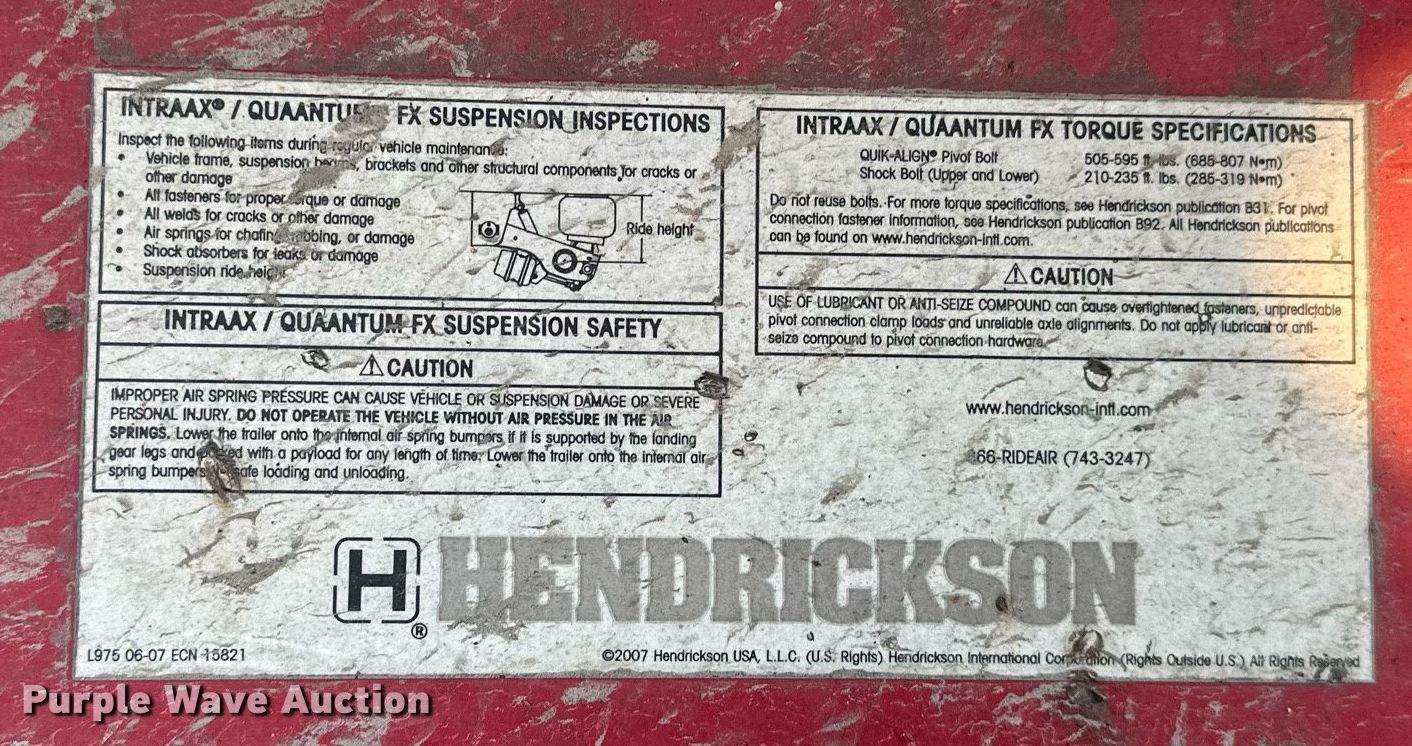 INTRAAX® / QUAANTUM FX SUSPENSION INSPECTIONS
Inspect the following items during regular vehicle maintenance:
• Vehicle frame, suspension beams, brackets and other structural components for cracks or
other damage
• All fasteners for proper torque or damage
• All welds for cracks or other damage
• Air springs for chafing, rubbing, or damage
• Shock absorbers for leaks or damage
• Suspension ride height
Ride height
INTRAAX / QUAANTUM FX SUSPENSION SAFETY
⚠ CAUTION
IMPROPER AIR SPRING PRESSURE CAN CAUSE VEHICLE OR SUSPENSION DAMAGE OR SEVERE
PERSONAL INJURY. DO NOT OPERATE THE VEHICLE WITHOUT AIR PRESSURE IN THE AIR
SPRINGS. Lower the trailer onto the internal air spring bumpers if it is supported by the landing
gear legs and parked with a payload for any length of time. Lower the trailer onto the internal air
spring bumpers for safe loading and unloading.
INTRAAX / QUAANTUM FX TORQUE SPECIFICATIONS
QUIK-ALIGN® Pivot Bolt 505-595 ft. lbs. (685-807 N•m)
Shock Bolt (Upper and Lower) 210-235 ft. lbs. (285-319 N•m)
Do not reuse bolts. For more torque specifications, see Hendrickson publication B31. For pivot
connection fastener information, see Hendrickson publication B92. All Hendrickson publications
can be found on www.hendrickson-intl.com.
⚠ CAUTION
USE OF LUBRICANT OR ANTI-SEIZE COMPOUND can cause overtightened fasteners, unpredictable
pivot connection clamp loads and unreliable axle alignments. Do not apply lubricant or anti-
seize compound to pivot connection hardware.
www.hendrickson-intl.com
66-RIDEAIR (743-3247)
H® HENDRICKSON
L975 06-07 ECN 15821
©2007 Hendrickson USA, L.L.C. (U.S. Rights) Hendrickson International Corporation (Rights Outside U.S.) All Rights Reserved
Purple Wave Auction